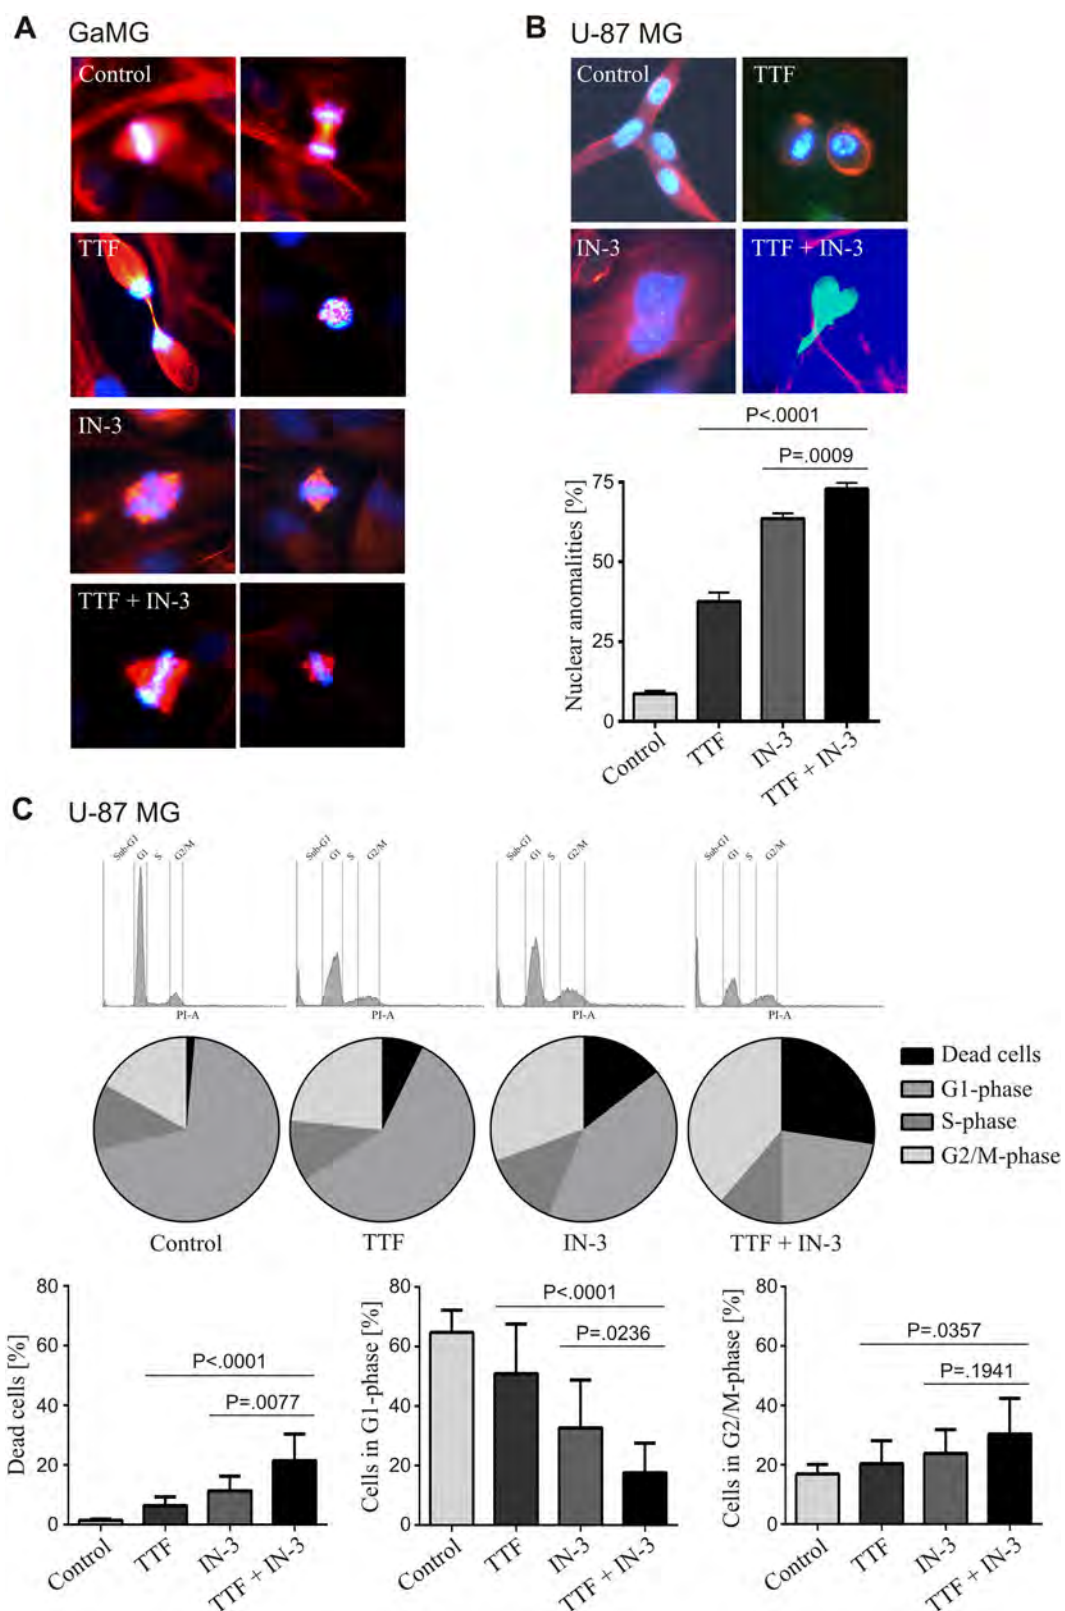 A GaMG
Control
TTF
IN-3
TTF + IN-3
B U-87 MG
Control TTF
IN-3 TTF + IN-3
P<.0001
P=.0009
Nuclear anomalities [%]
75
50
25
0
Control TTF IN-3 TTF + IN-3
C U-87 MG
Sub-G1 G1 S G2/M Sub-G1 G1 S G2/M Sub-G1 G1 S G2/M Sub-G1 G1 S G2/M
PI-A PI-A PI-A PI-A
Dead cells
G1-phase
S-phase
G2/M-phase
Control TTF IN-3 TTF + IN-3
Dead cells [%]
80
60
40
20
0
P<.0001
P=.0077
Control TTF IN-3 TTF + IN-3
Cells in G1-phase [%]
80
60
40
20
0
P<.0001
P=.0236
Control TTF IN-3 TTF + IN-3
Cells in G2/M-phase [%]
80
60
40
20
0
P=.0357
P=.1941
Control TTF IN-3 TTF + IN-3